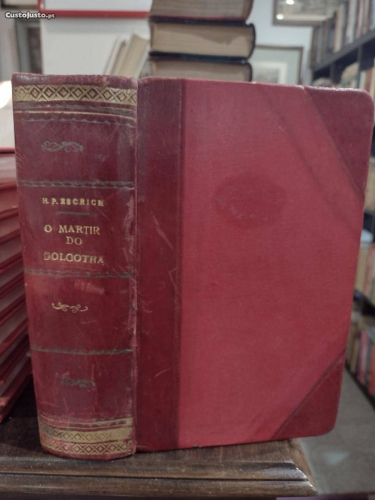 CustoJusto.pt
H. P. ESCRICH
O MARTIR
DO
GOLGOTHA